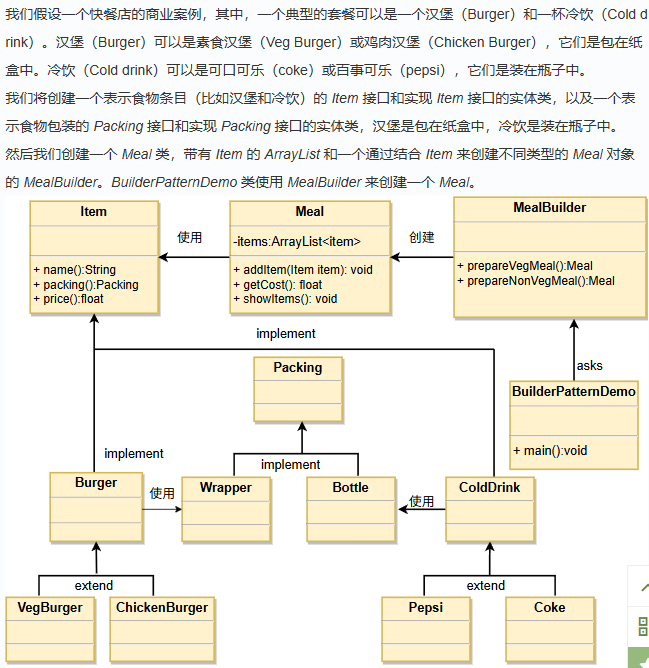 我们假设一个快餐店的商业案例，其中，一个典型的套餐可以是一个汉堡（Burger）和一杯冷饮（Cold d
rink）。汉堡（Burger）可以是素食汉堡（Veg Burger）或鸡肉汉堡（Chicken Burger），它们是包在纸
盒中。冷饮（Cold drink）可以是可口可乐（coke）或百事可乐（pepsi），它们是装在瓶子中。
我们将创建一个表示食物条目（比如汉堡和冷饮）的 Item 接口和实现 Item 接口的实体类，以及一个表
示食物包装的 Packing 接口和实现 Packing 接口的实体类，汉堡是包在纸盒中，冷饮是装在瓶子中。
然后我们创建一个 Meal 类，带有 Item 的 ArrayList 和一个通过结合 Item 来创建不同类型的 Meal 对象
的 MealBuilder。BuilderPatternDemo 类使用 MealBuilder 来创建一个 Meal。
Item
+ name():String
+ packing():Packing
+ price():float
使用
Meal
-items:ArrayList<item>
+ addItem(Item item): void
+ getCost(): float
+ showItems(): void
创建
MealBuilder
+ prepareVegMeal():Meal
+ prepareNonVegMeal():Meal
implement
asks
Packing
BuilderPatternDemo
+ main():void
implement
implement
Burger
使用
Wrapper
Bottle
使用
ColdDrink
extend
extend
VegBurger
ChickenBurger
Pepsi
Coke